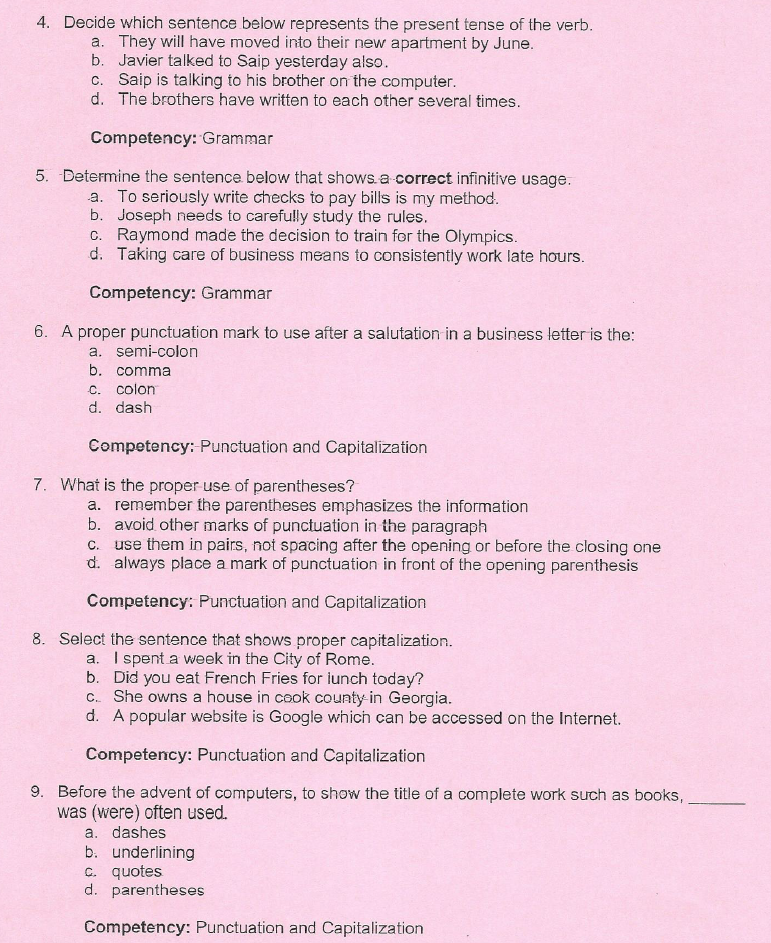 4. Decide which sentence below represents the present tense of the verb.
a. They will have moved into their new apartment by June.
b. Javier talked to Saip yesterday also.
c. Saip is talking to his brother on the computer.
d. The brothers have written to each other several times.
Competency: Grammar
5. Determine the sentence below that shows a correct infinitive usage.
a. To seriously write checks to pay bills is my method.
b. Joseph needs to carefully study the rules.
c. Raymond made the decision to train for the Olympics.
d. Taking care of business means to consistently work late hours.
Competency: Grammar
6. A proper punctuation mark to use after a salutation in a business letter is the:
a. semi-colon
b. comma
c. colon
d. dash
Competency: Punctuation and Capitalization
7. What is the proper use of parentheses?
a. remember the parentheses emphasizes the information
b. avoid other marks of punctuation in the paragraph
c. use them in pairs, not spacing after the opening or before the closing one
d. always place a mark of punctuation in front of the opening parenthesis
Competency: Punctuation and Capitalization
8. Select the sentence that shows proper capitalization.
a. I spent a week in the City of Rome.
b. Did you eat French Fries for lunch today?
c. She owns a house in cook county in Georgia.
d. A popular website is Google which can be accessed on the Internet.
Competency: Punctuation and Capitalization
9. Before the advent of computers, to show the title of a complete work such as books, ______
was (were) often used.
a. dashes
b. underlining
c. quotes
d. parentheses
Competency: Punctuation and Capitalization